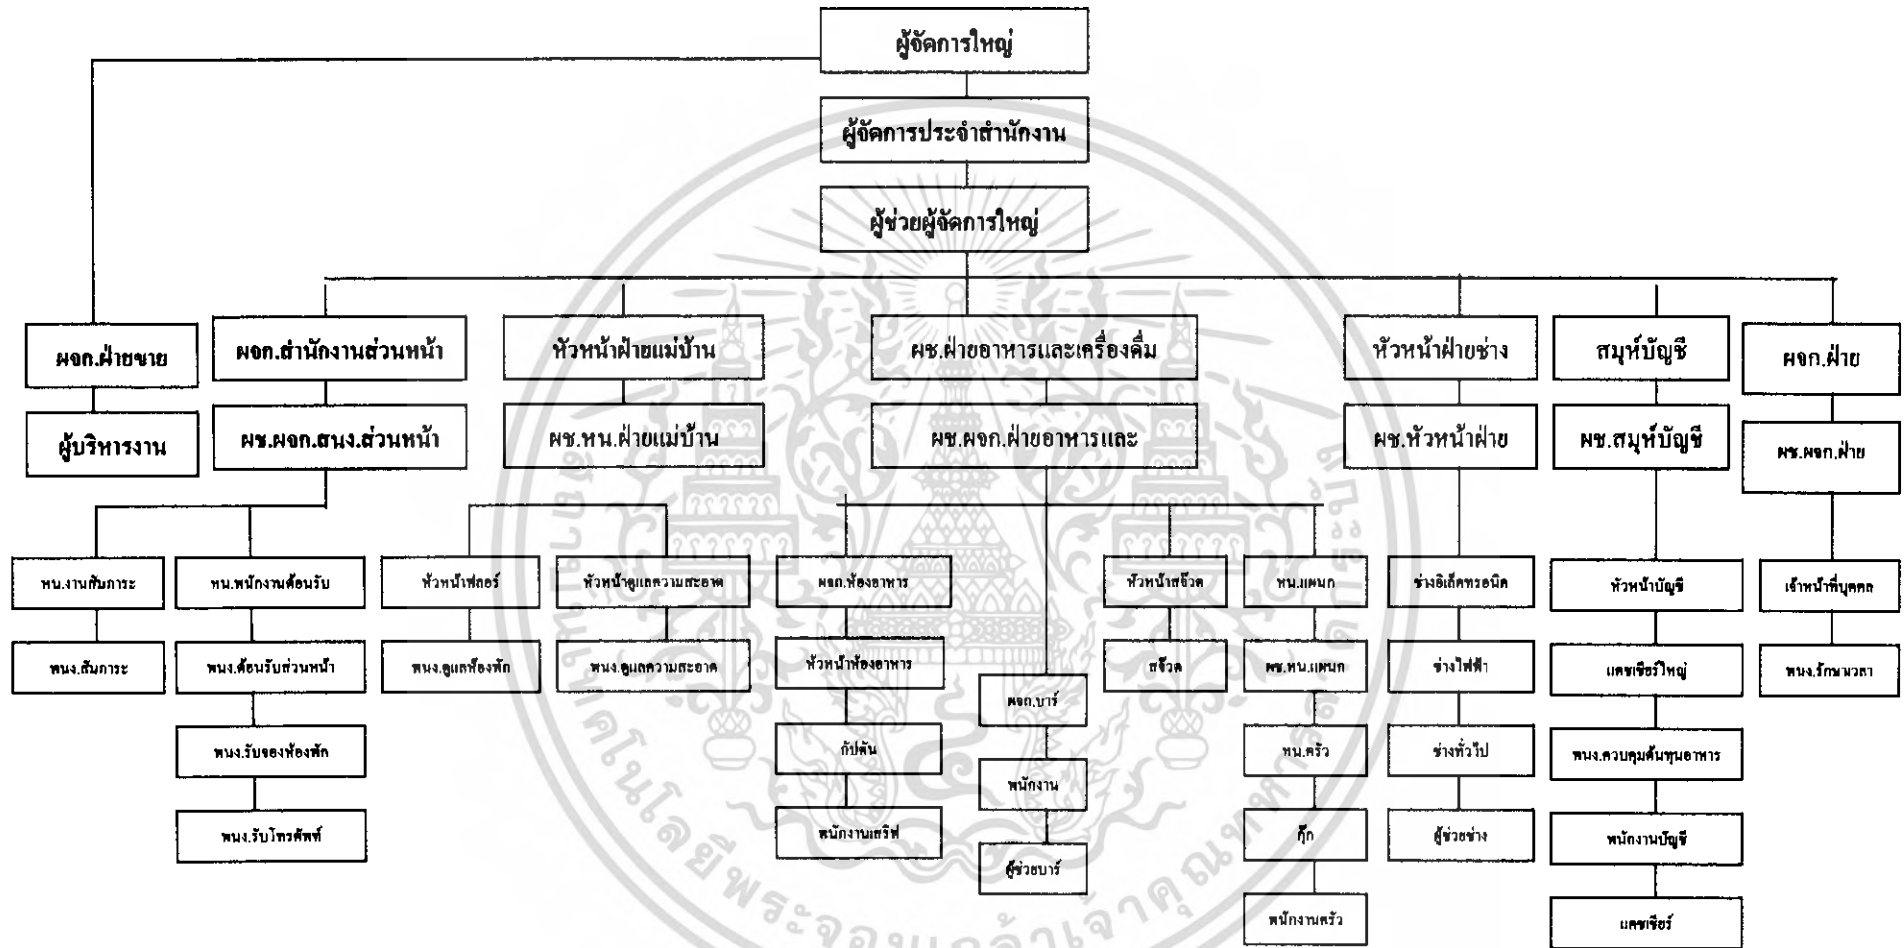 ผู้จัดการใหญ่
ผู้จัดการประจำสำนักงาน
ผู้ช่วยผู้จัดการใหญ่
ผจก.ฝ่ายขาย
ผจก.สำนักงานส่วนหน้า
หัวหน้าฝ่ายแม่บ้าน
ผช.ฝ่ายอาหารและเครื่องดื่ม
หัวหน้าฝ่ายช่าง
สมุห์บัญชี
ผจก.ฝ่าย
ผู้บริหารงาน
ผช.ผจก.สนง.ส่วนหน้า
ผช.หน.ฝ่ายแม่บ้าน
ผช.ผจก.ฝ่ายอาหารและ
ผช.หัวหน้าฝ่าย
ผช.สมุห์บัญชี
ผช.ผจก.ฝ่าย
หน.งานสัมภาระ
หน.พนักงานต้อนรับ
หัวหน้าฟลอร์
หัวหน้าดูแลความสะอาด
ผจก.ห้องอาหาร
หัวหน้าสจ๊วต
หน.แผนก
ช่างอิเล็คทรอนิค
หัวหน้าบัญชี
เจ้าหน้าที่บุคคล
พนง.สัมภาระ
พนง.ต้อนรับส่วนหน้า
พนง.ดูแลห้องพัก
พนง.ดูแลความสะอาด
หัวหน้าห้องอาหาร
สจ๊วต
ผช.หน.แผนก
ช่างไฟฟ้า
แคชเชียร์ใหญ่
พนง.รักษาเวลา
ผจก.บาร์
พนง.รับจองห้องพัก
กัปตัน
หน.ครัว
ช่างทั่วไป
พนง.ควบคุมต้นทุนอาหาร
พนักงาน
พนง.รับโทรศัพท์
พนักงานเสริฟ
กุ๊ก
ผู้ช่วยช่าง
พนักงานบัญชี
ผู้ช่วยบาร์
พนักงานครัว
แคชเชียร์